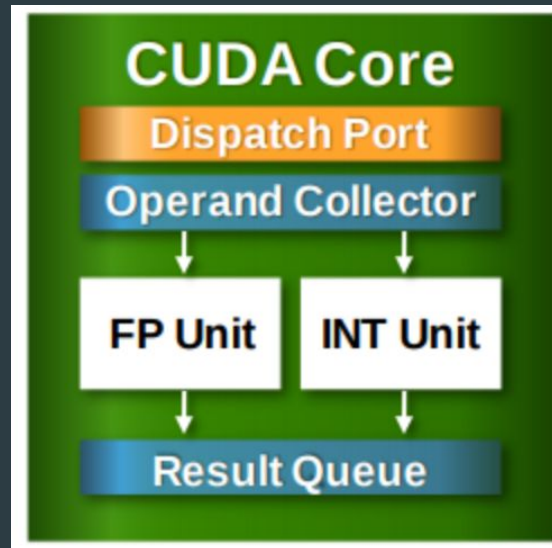 CUDA Core
Dispatch Port
Operand Collector
FP Unit
INT Unit
Result Queue